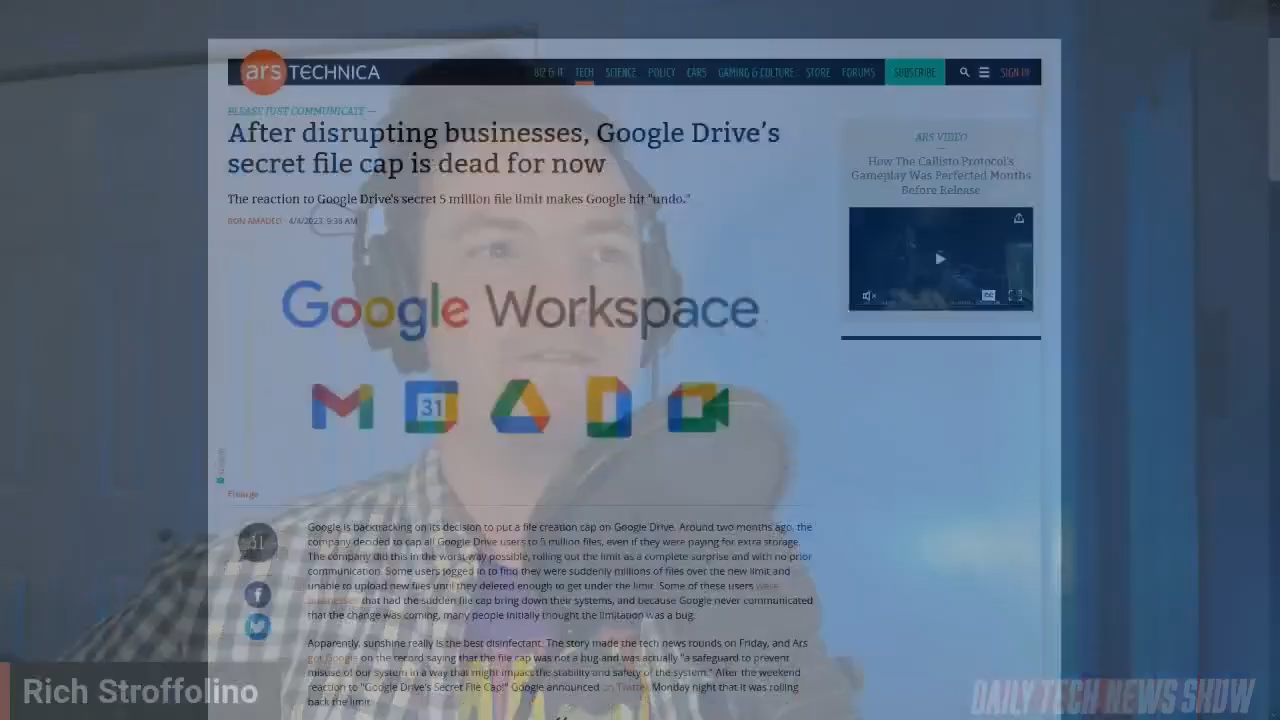 ars TECHNICA
BIZ & IT TECH SCIENCE POLICY CARS GAMING & CULTURE STORE FORUMS SUBSCRIBE SIGN IN
PLEASE JUST COMMUNICATE —
After disrupting businesses, Google Drive's
secret file cap is dead for now
The reaction to Google Drive's secret 5 million file limit makes Google hit "undo."
RON AMADEO - 4/4/2023, 9:36 AM
ARS VIDEO
How The Callisto Protocol's
Gameplay Was Perfected Months
Before Release
Google Workspace
31
Enlarge
Google is backtracking on its decision to put a file creation cap on Google Drive. Around two months ago, the
company decided to cap all Google Drive users to 5 million files, even if they were paying for extra storage.
The company did this in the worst way possible, rolling out the limit as a complete surprise and with no prior
communication. Some users logged in to find they were suddenly millions of files over the new limit and
unable to upload new files until they deleted enough to get under the limit. Some of these users were
businesses that had the sudden file cap bring down their systems, and because Google never communicated
that the change was coming, many people initially thought the limitation was a bug.
Apparently, sunshine really is the best disinfectant. The story made the tech news rounds on Friday, and Ars
got Google on the record saying that the file cap was not a bug and was actually "a safeguard to prevent
misuse of our system in a way that might impact the stability and safety of the system." After the weekend
reaction to "Google Drive's Secret File Cap!" Google announced on Twitter Monday night that it was rolling
back the limit.
Rich Stroffolino
DAILY TECH NEWS SHOW